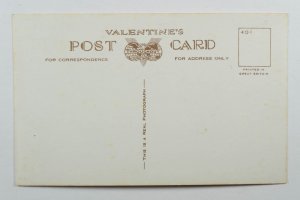 VALENTINE'S
POST CARD
FOR CORRESPONDENCE
FOR ADDRESS ONLY
PRINTED IN
GREAT BRITAIN
THIS IS A REAL PHOTOGRAPH